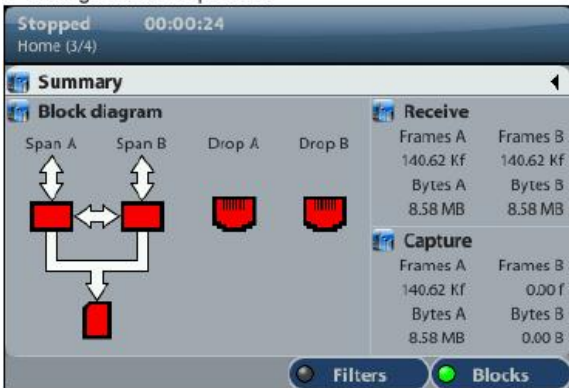 Stopped 00:00:24
Home (3/4)
Summary
Block diagram
Span A Span B Drop A Drop B
Receive
Frames A Frames B
140.62 Kf 140.62 Kf
Bytes A Bytes B
8.58 MB 8.58 MB
Capture
Frames A Frames B
140.62 Kf 0.00 f
Bytes A Bytes B
8.58 MB 0.00 B
Filters Blocks